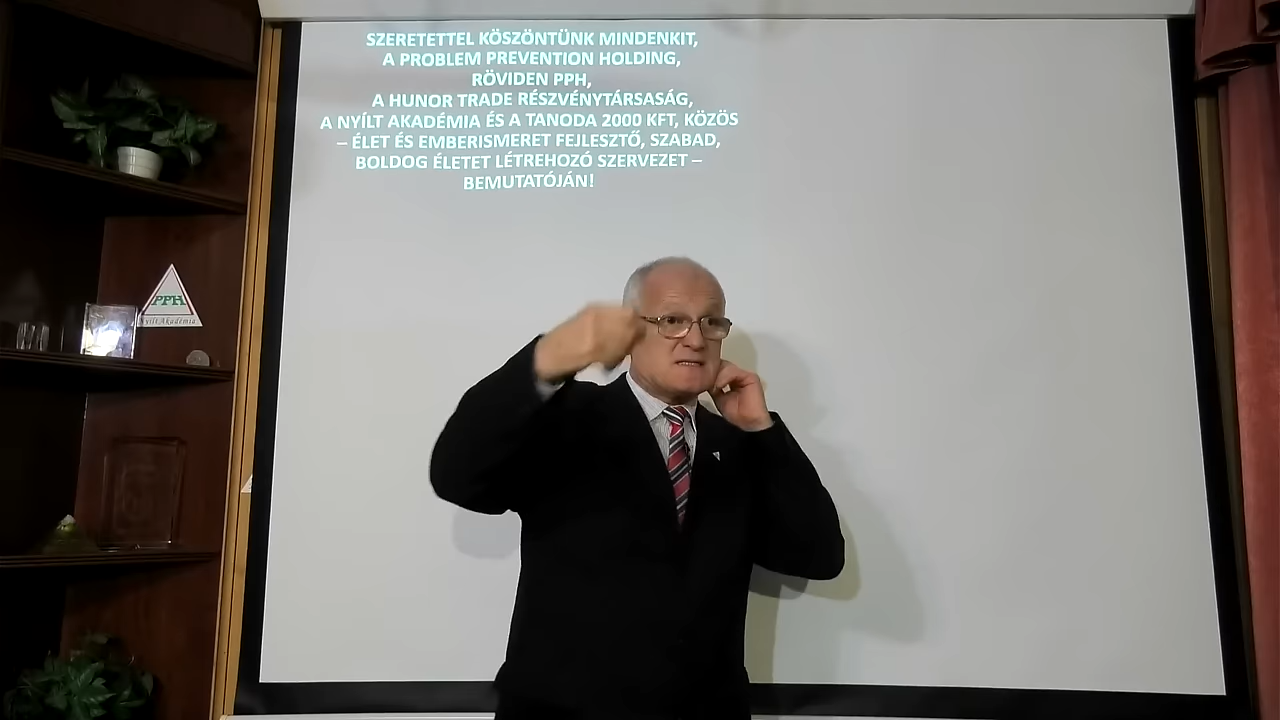 SZERETETTEL KÖSZÖNTÜNK MINDENKIT,
A PROBLEM PREVENTION HOLDING,
RÖVIDEN PPH,
A HUNOR TRADE RÉSZVÉNYTÁRSASÁG,
A NYÍLT AKADÉMIA ÉS A TANODA 2000 KFT, KÖZÖS
– ÉLET ÉS EMBERISMERET FEJLESZTŐ, SZABAD,
BOLDOG ÉLETET LÉTREHOZÓ SZERVEZET –
BEMUTATÓJÁN!
PPH
Nyílt Akadémia